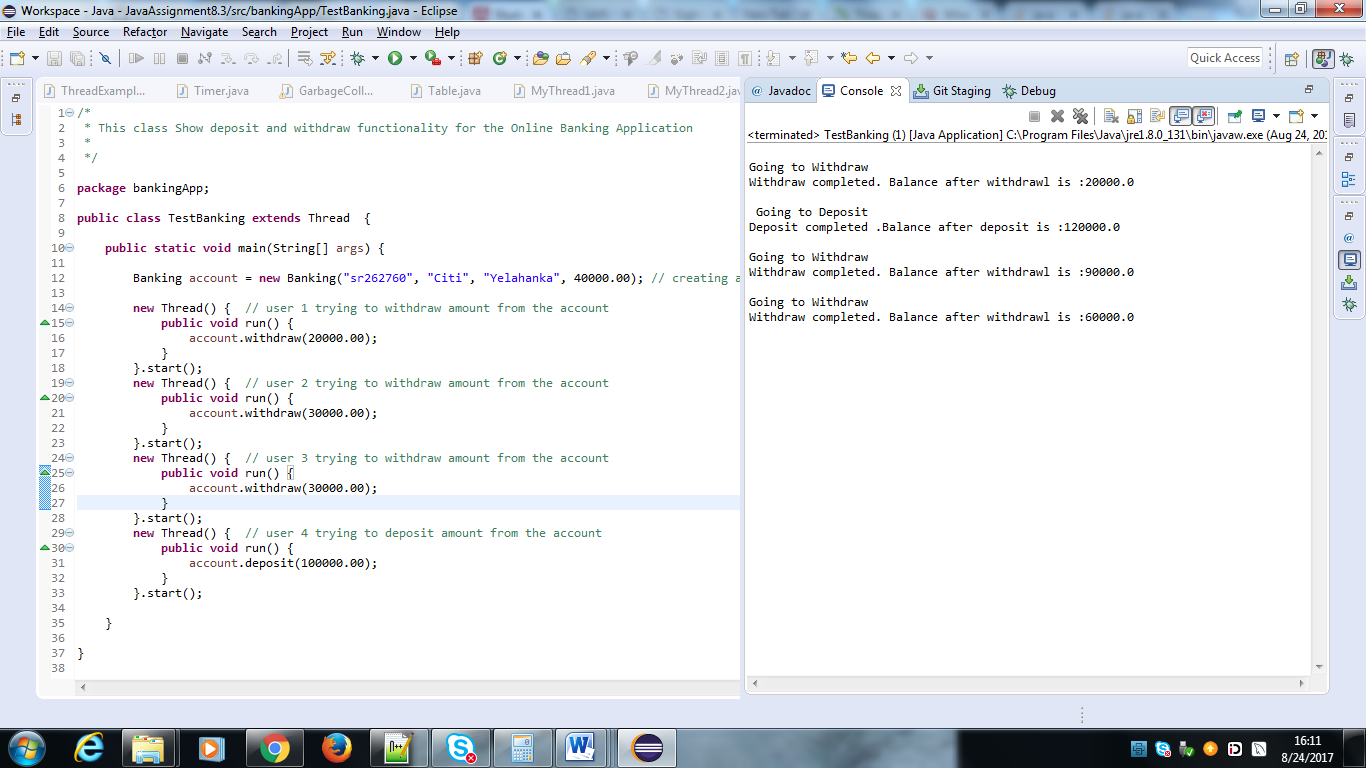 Workspace - Java - JavaAssignment8.3/src/bankingApp/TestBanking.java - Eclipse
File Edit Source Refactor Navigate Search Project Run Window Help
Quick Access
ThreadExampl... Timer.java GarbageColl... Table.java MyThread1.java MyThread2.jav
1 /*
2 * This class Show deposit and withdraw functionality for the Online Banking Application
3 *
4 */
5
6 package bankingApp;
7
8 public class TestBanking extends Thread {
9
10 public static void main(String[] args) {
11
12 Banking account = new Banking("sr262760", "Citi", "Yelahanka", 40000.00); // creating a
13
14 new Thread() { // user 1 trying to withdraw amount from the account
15 public void run() {
16 account.withdraw(20000.00);
17 }
18 }.start();
19 new Thread() { // user 2 trying to withdraw amount from the account
20 public void run() {
21 account.withdraw(30000.00);
22 }
23 }.start();
24 new Thread() { // user 3 trying to withdraw amount from the account
25 public void run() {
26 account.withdraw(30000.00);
27 }
28 }.start();
29 new Thread() { // user 4 trying to deposit amount from the account
30 public void run() {
31 account.deposit(100000.00);
32 }
33 }.start();
34
35 }
36
37 }
38
@ Javadoc Console Git Staging Debug
<terminated> TestBanking (1) [Java Application] C:\Program Files\Java\jre1.8.0_131\bin\javaw.exe (Aug 24, 201
Going to Withdraw
Withdraw completed. Balance after withdrawl is :20000.0
Going to Deposit
Deposit completed .Balance after deposit is :120000.0
Going to Withdraw
Withdraw completed. Balance after withdrawl is :90000.0
Going to Withdraw
Withdraw completed. Balance after withdrawl is :60000.0
16:11
8/24/2017